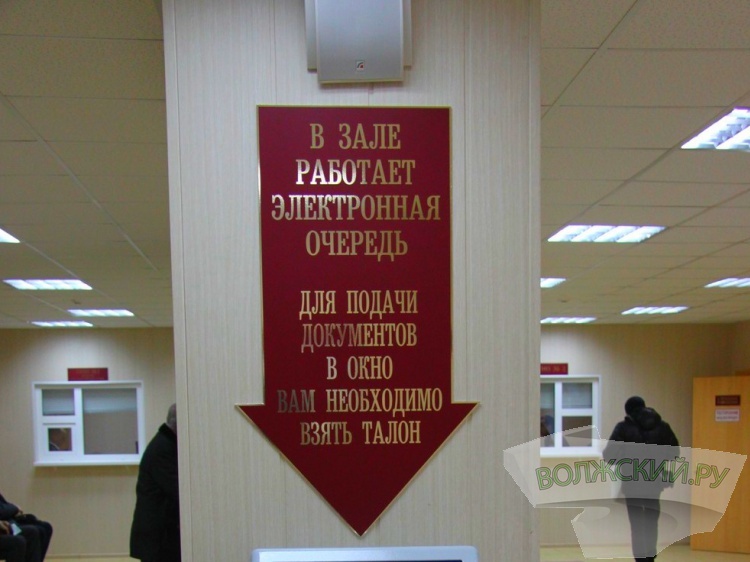 В ЗАЛЕ
РАБОТАЕТ
ЭЛЕКТРОННАЯ
ОЧЕРЕДЬ
ДЛЯ ПОДАЧИ
ДОКУМЕНТОВ
В ОКНО
ВАМ НЕОБХОДИМО
ВЗЯТЬ ТАЛОН
ВОЛЖСКИЙ.РУ